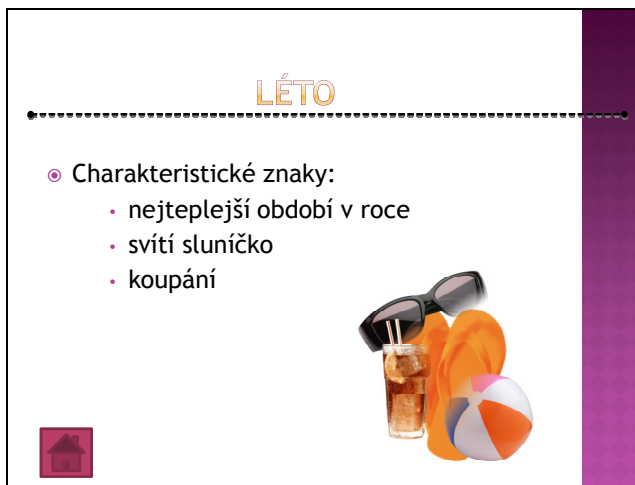 LÉTO
Charakteristické znaky:
nejteplejší období v roce
svítí sluníčko
koupání